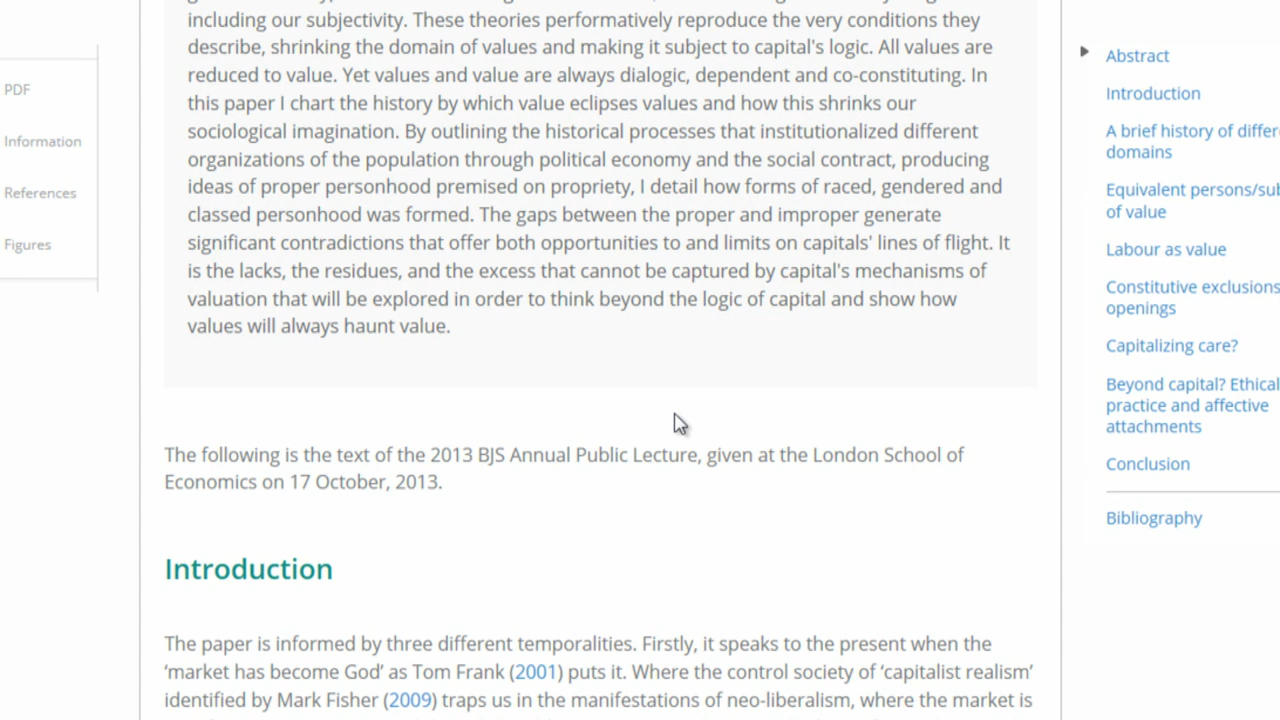 including our subjectivity. These theories performatively reproduce the very conditions they
describe, shrinking the domain of values and making it subject to capital's logic. All values are
reduced to value. Yet values and value are always dialogic, dependent and co-constituting. In
this paper I chart the history by which value eclipses values and how this shrinks our
sociological imagination. By outlining the historical processes that institutionalized different
organizations of the population through political economy and the social contract, producing
ideas of proper personhood premised on propriety, I detail how forms of raced, gendered and
classed personhood was formed. The gaps between the proper and improper generate
significant contradictions that offer both opportunities to and limits on capitals' lines of flight. It
is the lacks, the residues, and the excess that cannot be captured by capital's mechanisms of
valuation that will be explored in order to think beyond the logic of capital and show how
values will always haunt value.
The following is the text of the 2013 BJS Annual Public Lecture, given at the London School of
Economics on 17 October, 2013.
Introduction
The paper is informed by three different temporalities. Firstly, it speaks to the present when the
‘market has become God’ as Tom Frank (2001) puts it. Where the control society of ‘capitalist realism’
identified by Mark Fisher (2009) traps us in the manifestations of neo-liberalism, where the market is
PDF
Information
References
Figures
Abstract
Introduction
A brief history of differe
domains
Equivalent persons/sub
of value
Labour as value
Constitutive exclusions
openings
Capitalizing care?
Beyond capital? Ethical
practice and affective
attachments
Conclusion
Bibliography